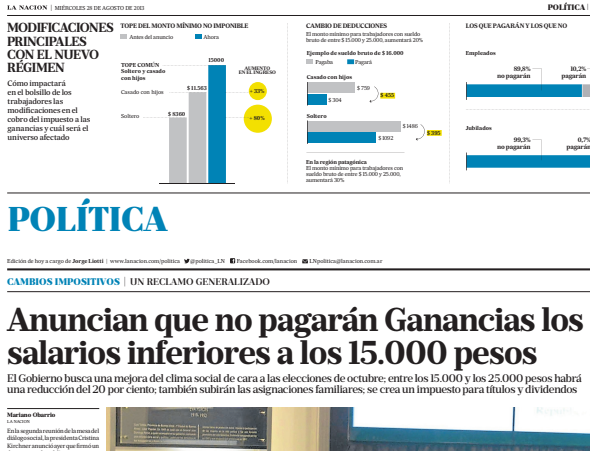 LA NACION | MIÉRCOLES 28 DE AGOSTO DE 2013
POLÍTICA |
MODIFICACIONES
PRINCIPALES
CON EL NUEVO
RÉGIMEN
Cómo impactará
en el bolsillo de los
trabajadores las
modificaciones en el
cobro del impuesto a las
ganancias y cuál será el
universo afectado
TOPE DEL MONTO MÍNIMO NO IMPONIBLE
Antes del anuncio
Ahora
TOPE COMÚN
Soltero y casado
con hijos
15000
AUMENTO
EN EL INGRESO
Casado con hijos
$ 11.563
+ 33%
Soltero
$ 8360
+ 80%
CAMBIO DE DEDUCCIONES
El monto mínimo para trabajadores con sueldo
bruto de entre $ 15.000 y $25.000, aumentará 20%
Ejemplo de sueldo bruto de $ 16.000
Pagaba
Pagará
Casado con hijos
$ 759
$ 304
$ 455
Soltero
$ 1486
$ 1092
$ 395
En la región patagónica
El monto mínimo para trabajadores con
sueldo bruto de entre $ 15.000 y 25.000,
aumentará 30%
LOS QUE PAGARÁN Y LOS QUE NO
Empleados
89,8%
no pagarán
10,2%
pagarán
Jubilados
99,3%
no pagarán
0,7%
pagarán
POLÍTICA
Edición de hoy a cargo de Jorge Liotti | www.lanacion.com/politica @politica_LN Facebook.com/lanacion LNpolitica@lanacion.com.ar
CAMBIOS IMPOSITIVOS | UN RECLAMO GENERALIZADO
Anuncian que no pagarán Ganancias los
salarios inferiores a los 15.000 pesos
El Gobierno busca una mejora del clima social de cara a las elecciones de octubre; entre los 15.000 y los 25.000 pesos habrá
una reducción del 20 por ciento; también subirán las asignaciones familiares; se crea un impuesto para títulos y dividendos
Mariano Obarrio
LA NACION
En la segunda reunión de la mesa del
diálogo social, la presidenta Cristina
Kirchner anunció ayer que firmó un